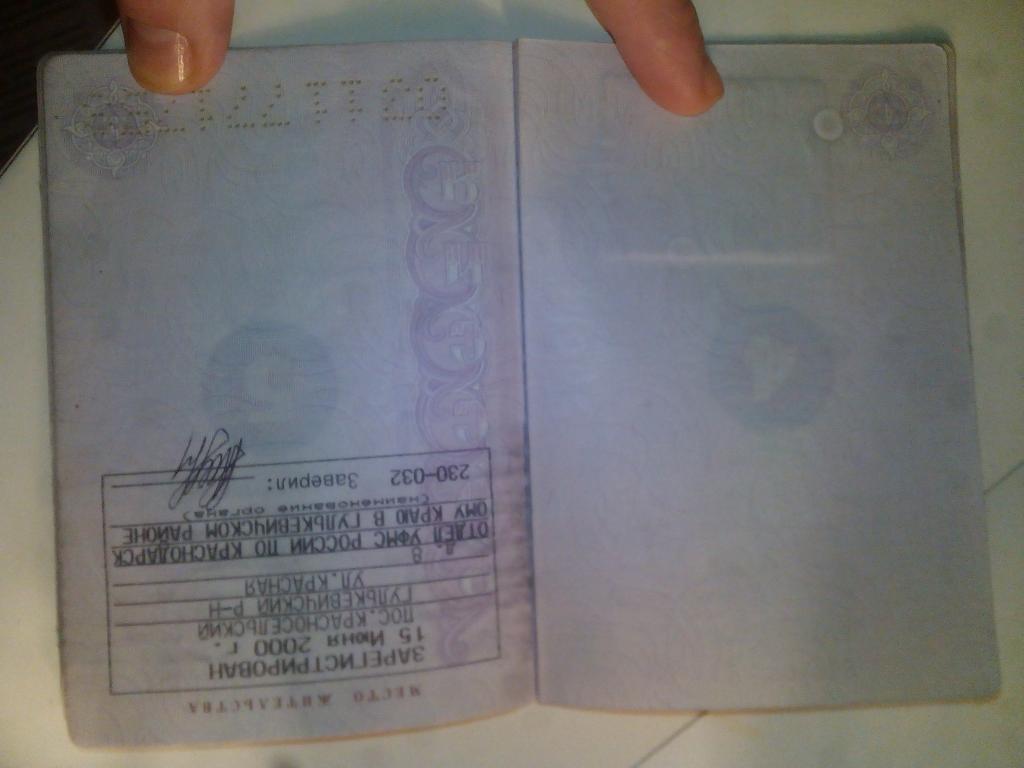 МЕСТО ЖИТЕЛЬСТВА
ЗАРЕГИСТРИРОВАН
15 Июня 2000 г.
ПОС.КРАСНОСЕЛЬСКИЙ
ГУЛЬКЕВИЧСКИЙ Р-Н
УЛ.КРАСНАЯ
Д 8
ОТДЕЛ УФМС РОССИИ ПО КРАСНОДАРСК
ОМУ КРАЮ В ГУЛЬКЕВИЧСКОМ РАЙОНЕ
(наименование органа)
230-032 Заверил: